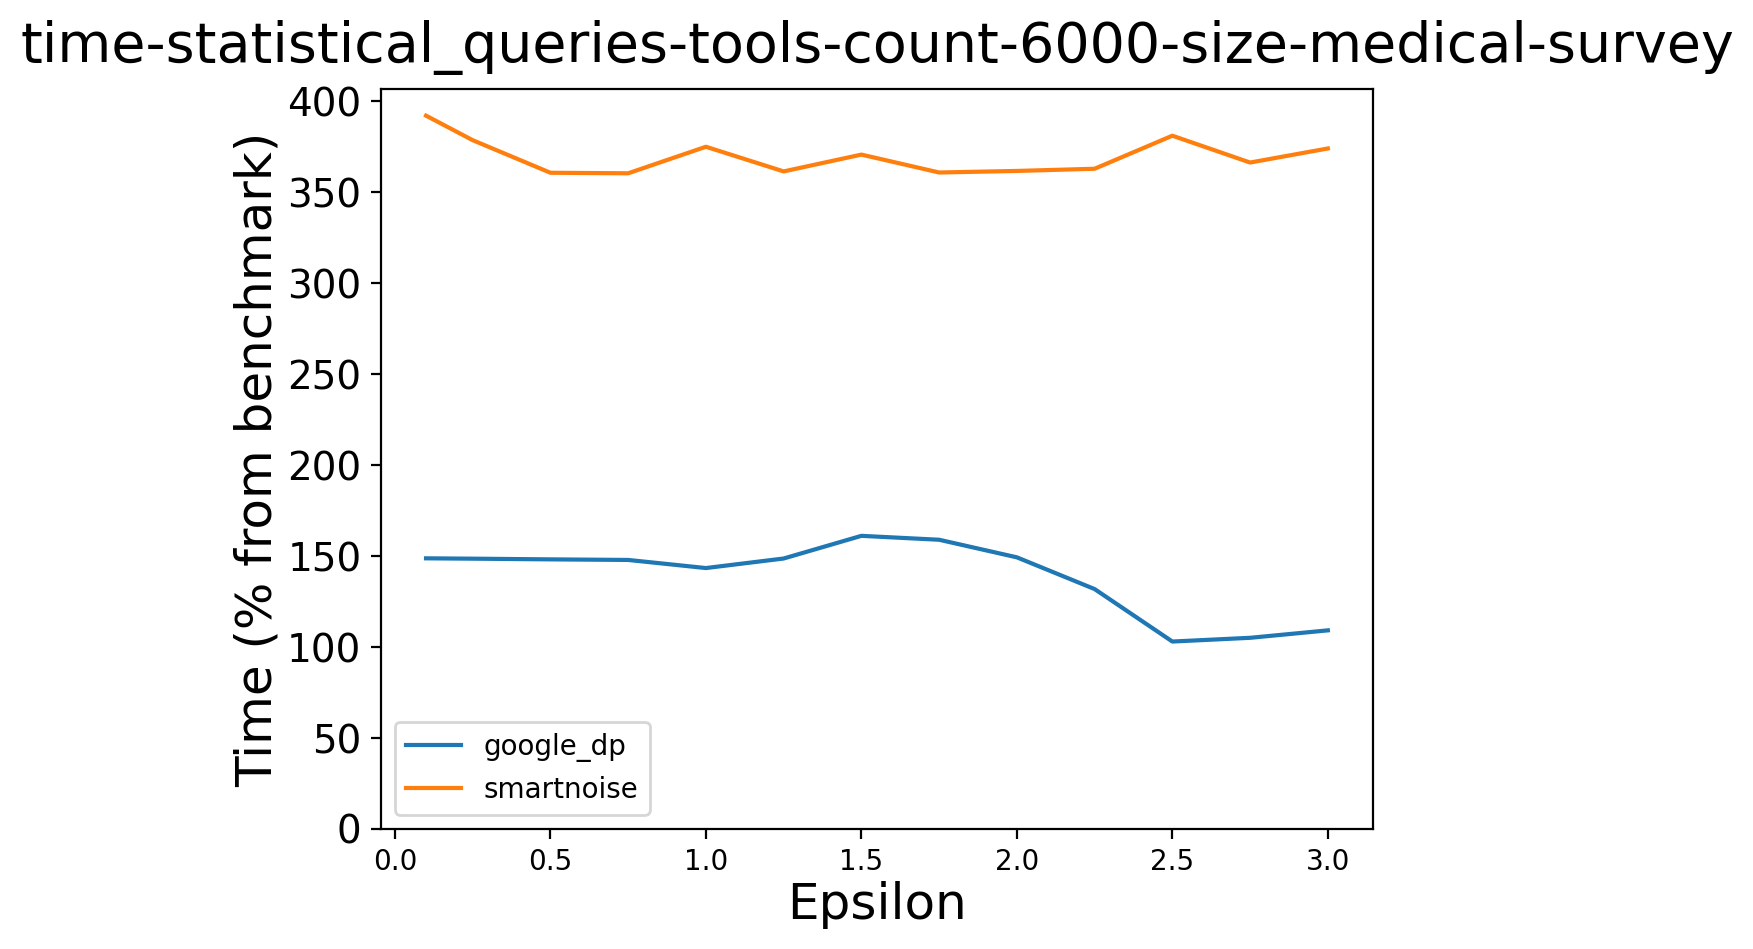 time-statistical_queries-tools-count-6000-size-medical-survey
Time (% from benchmark)
400
350
300
250
200
150
100
50
0
google_dp
smartnoise
0.0 0.5 1.0 1.5 2.0 2.5 3.0
Epsilon